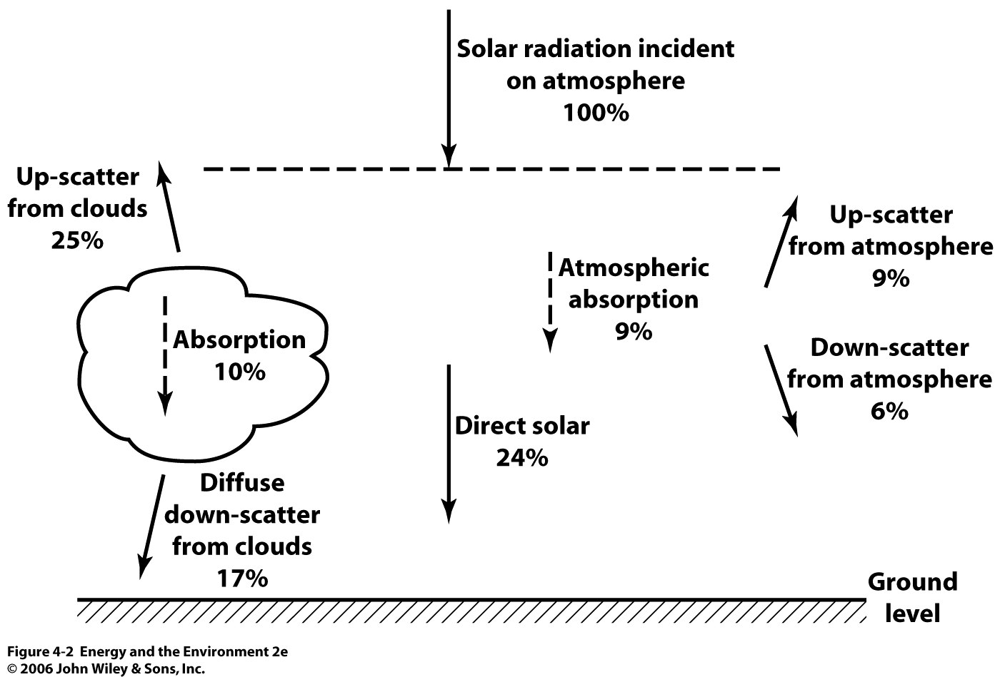 Solar radiation incident
on atmosphere
100%
Up-scatter
from clouds
25%
Up-scatter
from atmosphere
9%
Atmospheric
absorption
9%
Absorption
10%
Down-scatter
from atmosphere
6%
Direct solar
24%
Diffuse
down-scatter
from clouds
17%
Ground
level
Figure 4-2 Energy and the Environment 2e
© 2006 John Wiley & Sons, Inc.